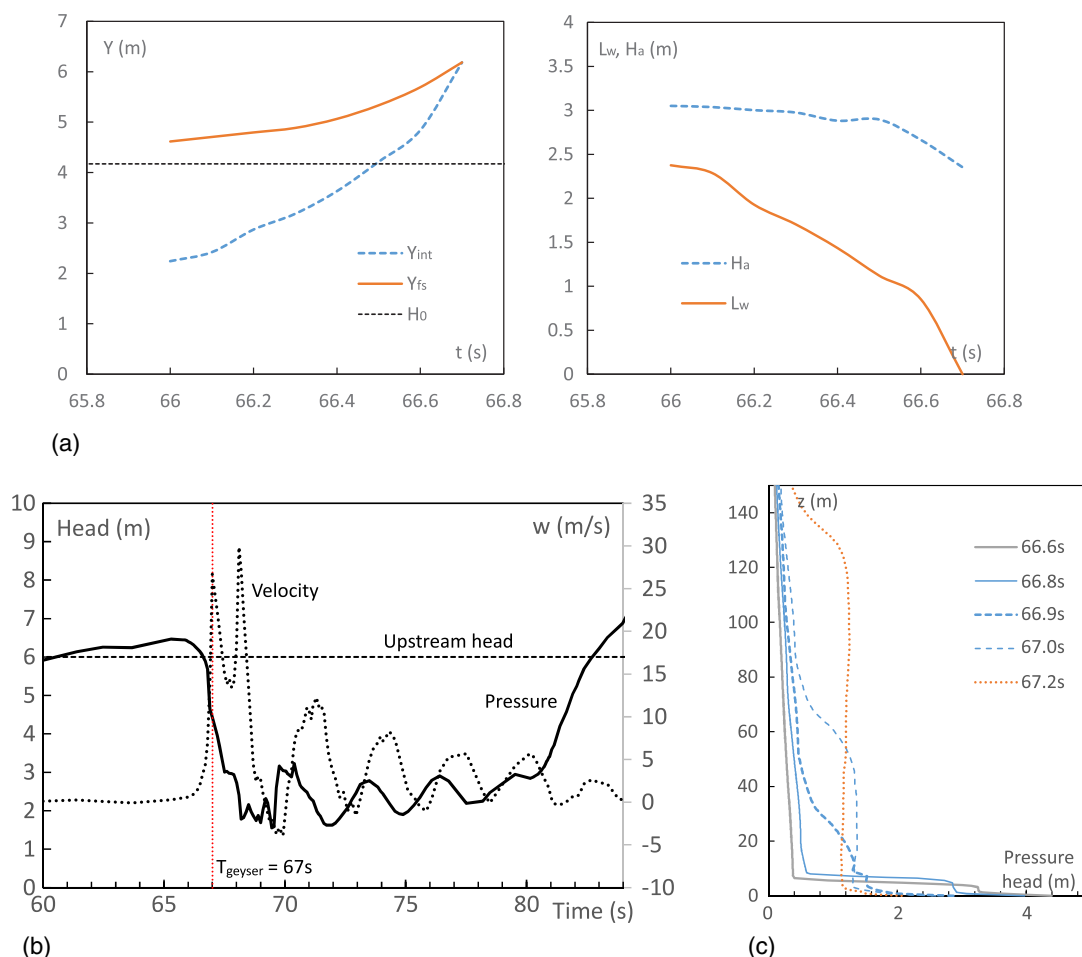 Y (m)
7
6
5
4
3
2
1
0
Yint
Yfs
H0
t (s)
65.8 66 66.2 66.4 66.6 66.8
Lw, Ha (m)
4
3.5
3
2.5
2
1.5
1
0.5
0
Ha
Lw
t (s)
65.8 66 66.2 66.4 66.6 66.8
(a)
Head (m)
w (m/s)
10
9
8
7
6
5
4
3
2
1
0
35
30
25
20
15
10
5
0
-5
-10
Velocity
Upstream head
Pressure
Tgeyser = 67s
Time (s)
60 65 70 75 80
(b)
z (m)
140
120
100
80
60
40
20
0
66.6s
66.8s
66.9s
67.0s
67.2s
Pressure
head (m)
0 2 4
(c)